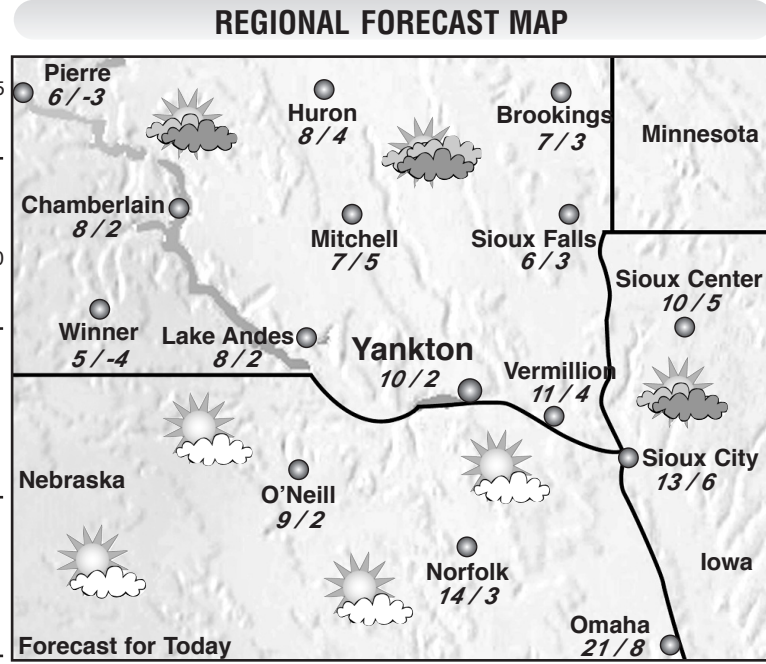 REGIONAL FORECAST MAP
Pierre
6 / -3
Huron
8 / 4
Brookings
7 / 3
Minnesota
Chamberlain
8 / 2
Mitchell
7 / 5
Sioux Falls
6 / 3
Sioux Center
10 / 5
Winner
5 / -4
Lake Andes
8 / 2
Yankton
10 / 2
Vermillion
11 / 4
Nebraska
O'Neill
9 / 2
Sioux City
13 / 6
Norfolk
14 / 3
Iowa
Omaha
21 / 8
Forecast for Today